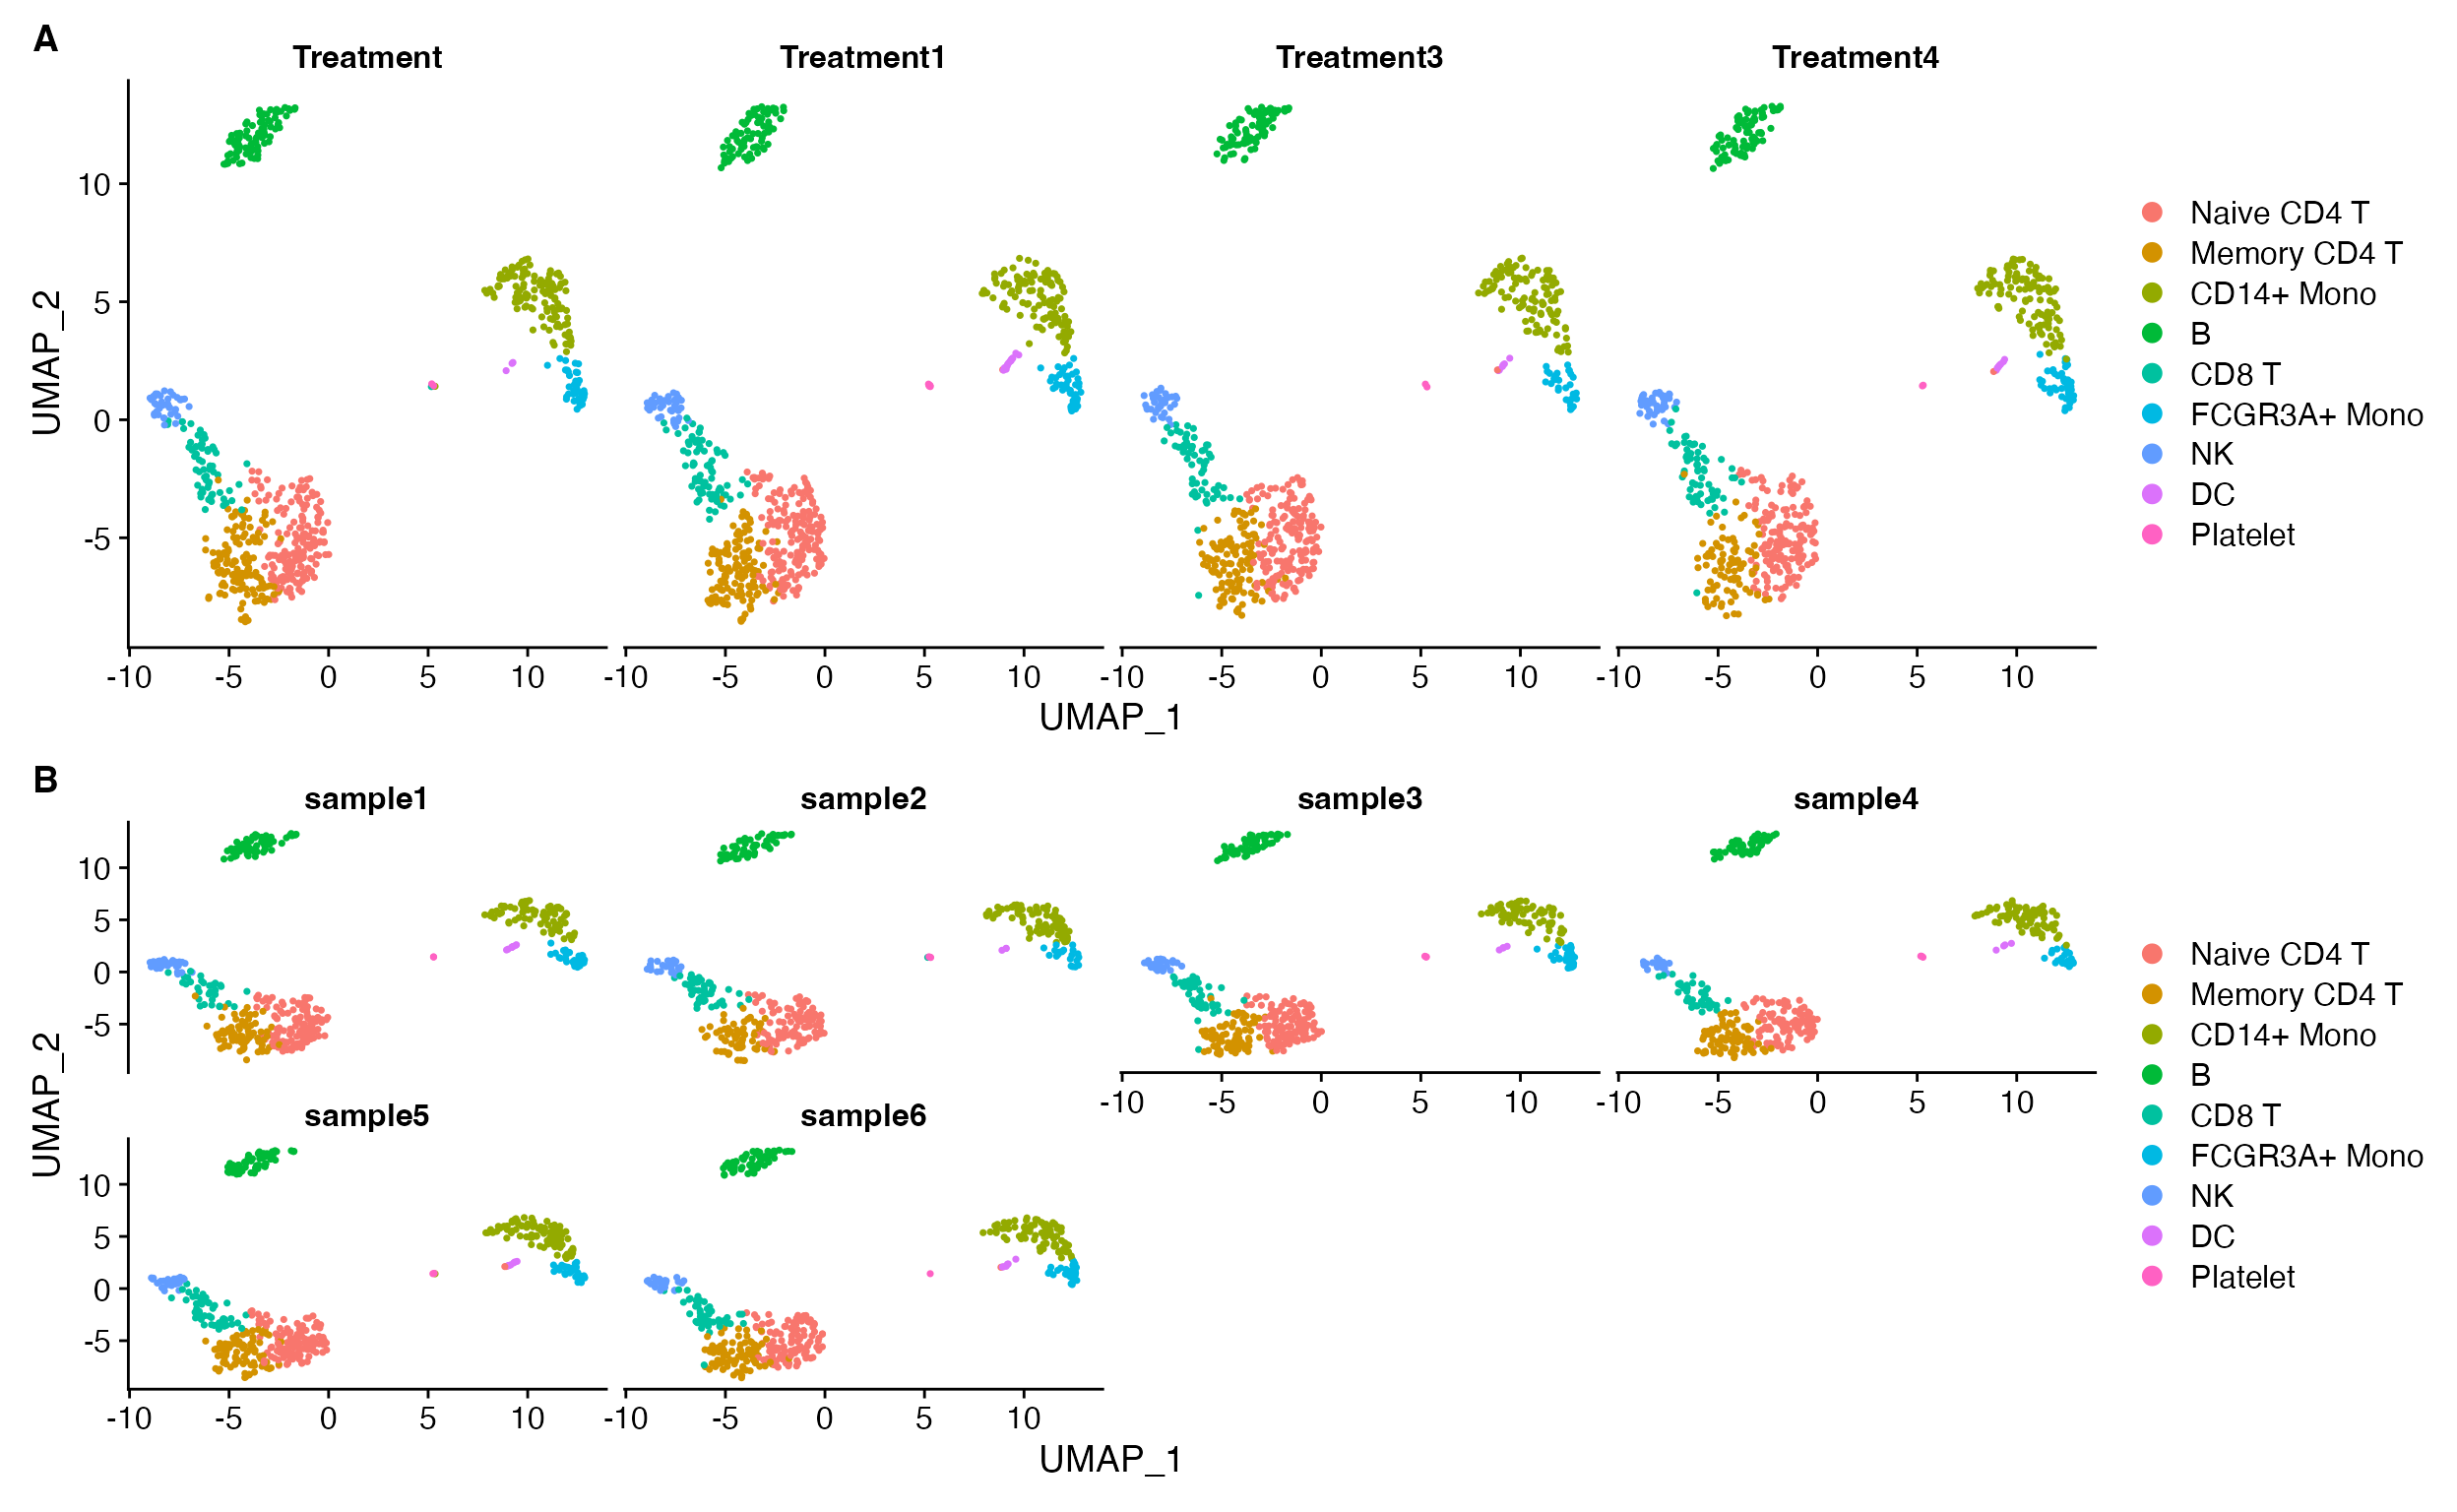 A
Treatment Treatment1 Treatment3 Treatment4
10
5
0
-5
UMAP_2
-10 -5 0 5 10 -10 -5 0 5 10 -10 -5 0 5 10 -10 -5 0 5 10
UMAP_1
Naive CD4 T
Memory CD4 T
CD14+ Mono
B
CD8 T
FCGR3A+ Mono
NK
DC
Platelet
B
sample1 sample2 sample3 sample4
10
5
0
-5
-10 -5 0 5 10 -10 -5 0 5 10
sample5 sample6
10
5
0
-5
UMAP_2
-10 -5 0 5 10 -10 -5 0 5 10
UMAP_1
Naive CD4 T
Memory CD4 T
CD14+ Mono
B
CD8 T
FCGR3A+ Mono
NK
DC
Platelet